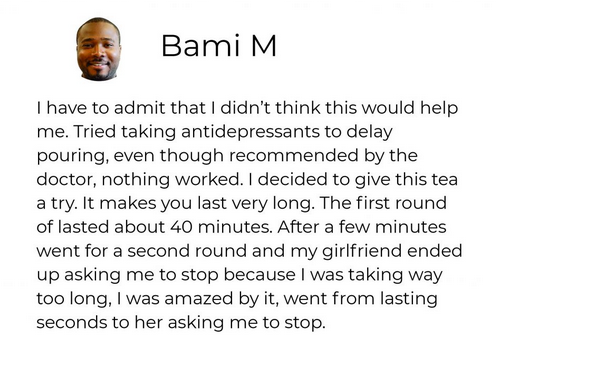 Bami M
I have to admit that I didn’t think this would help
me. Tried taking antidepressants to delay
pouring, even though recommended by the
doctor, nothing worked. I decided to give this tea
a try. It makes you last very long. The first round
of lasted about 40 minutes. After a few minutes
went for a second round and my girlfriend ended
up asking me to stop because I was taking way
too long, I was amazed by it, went from lasting
seconds to her asking me to stop.